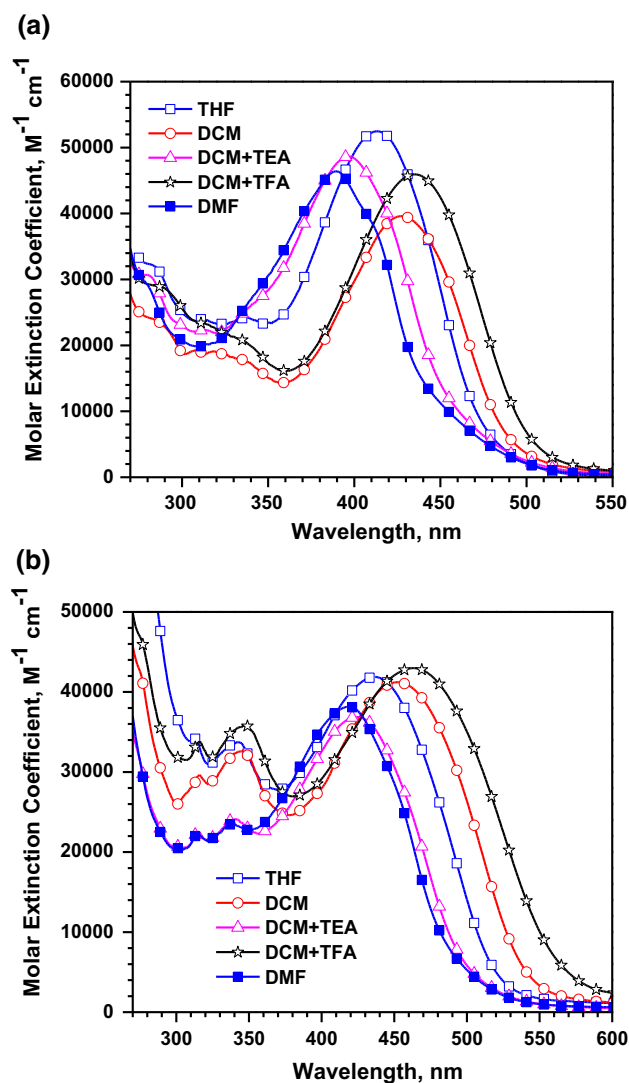 (a)
Molar Extinction Coefficient, M⁻¹ cm⁻¹
60000
50000
40000
30000
20000
10000
0
THF
DCM
DCM+TEA
DCM+TFA
DMF
300 350 400 450 500 550
Wavelength, nm
(b)
Molar Extinction Coefficient, M⁻¹ cm⁻¹
50000
40000
30000
20000
10000
0
THF
DCM
DCM+TEA
DCM+TFA
DMF
300 350 400 450 500 550 600
Wavelength, nm